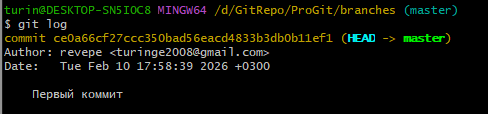 turin@DESKTOP-SN5IOC8 MINGW64 /d/GitRepo/ProGit/branches (master)
$ git log
commit ce0a66cf27ccc350bad56eacd4833b3db0b11ef1 (HEAD -> master)
Author: revepe <turinge2008@gmail.com>
Date:   Tue Feb 10 17:58:39 2026 +0300
Первый коммит